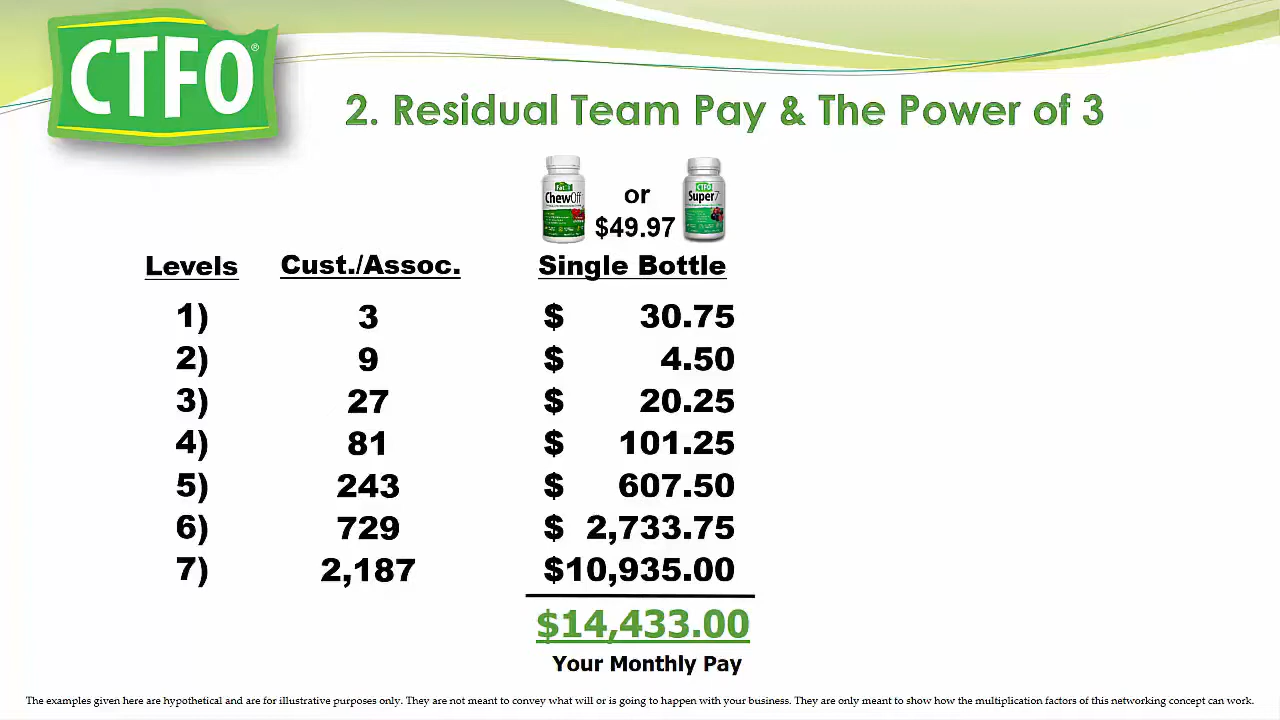 CTFO®
2. Residual Team Pay & The Power of 3
ChewOff
or
CTFO
Super7
$49.97
Levels Cust./Assoc. Single Bottle
1) 3 $ 30.75
2) 9 $ 4.50
3) 27 $ 20.25
4) 81 $ 101.25
5) 243 $ 607.50
6) 729 $ 2,733.75
7) 2,187 $10,935.00
$14,433.00
Your Monthly Pay
The examples given here are hypothetical and are for illustrative purposes only. They are not meant to convey what will or is going to happen with your business. They are only meant to show how the multiplication factors of this networking concept can work.